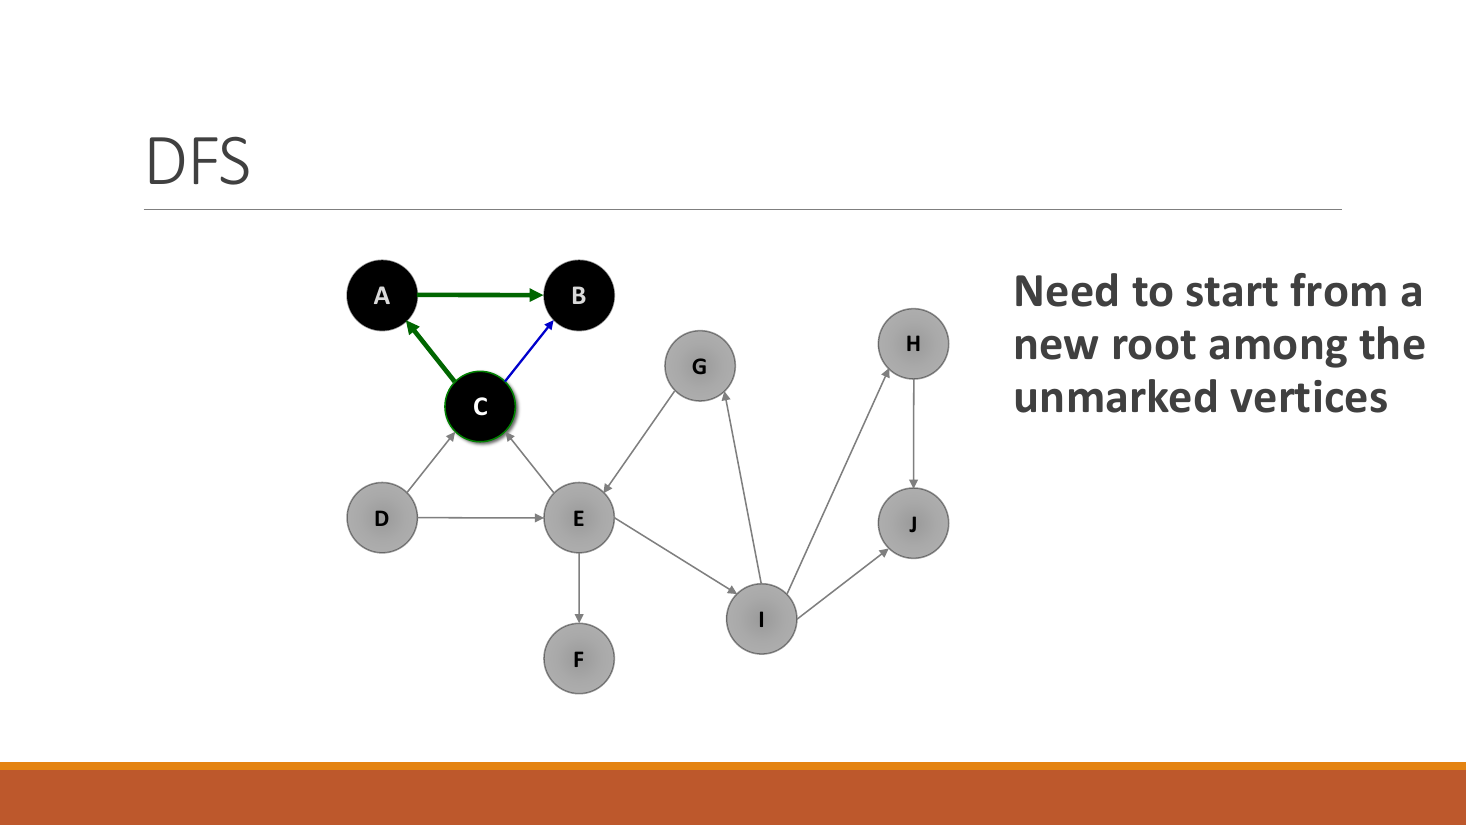 DFS
A
B
Need to start from a
new root among the
unmarked vertices
H
G
C
D
E
J
I
F